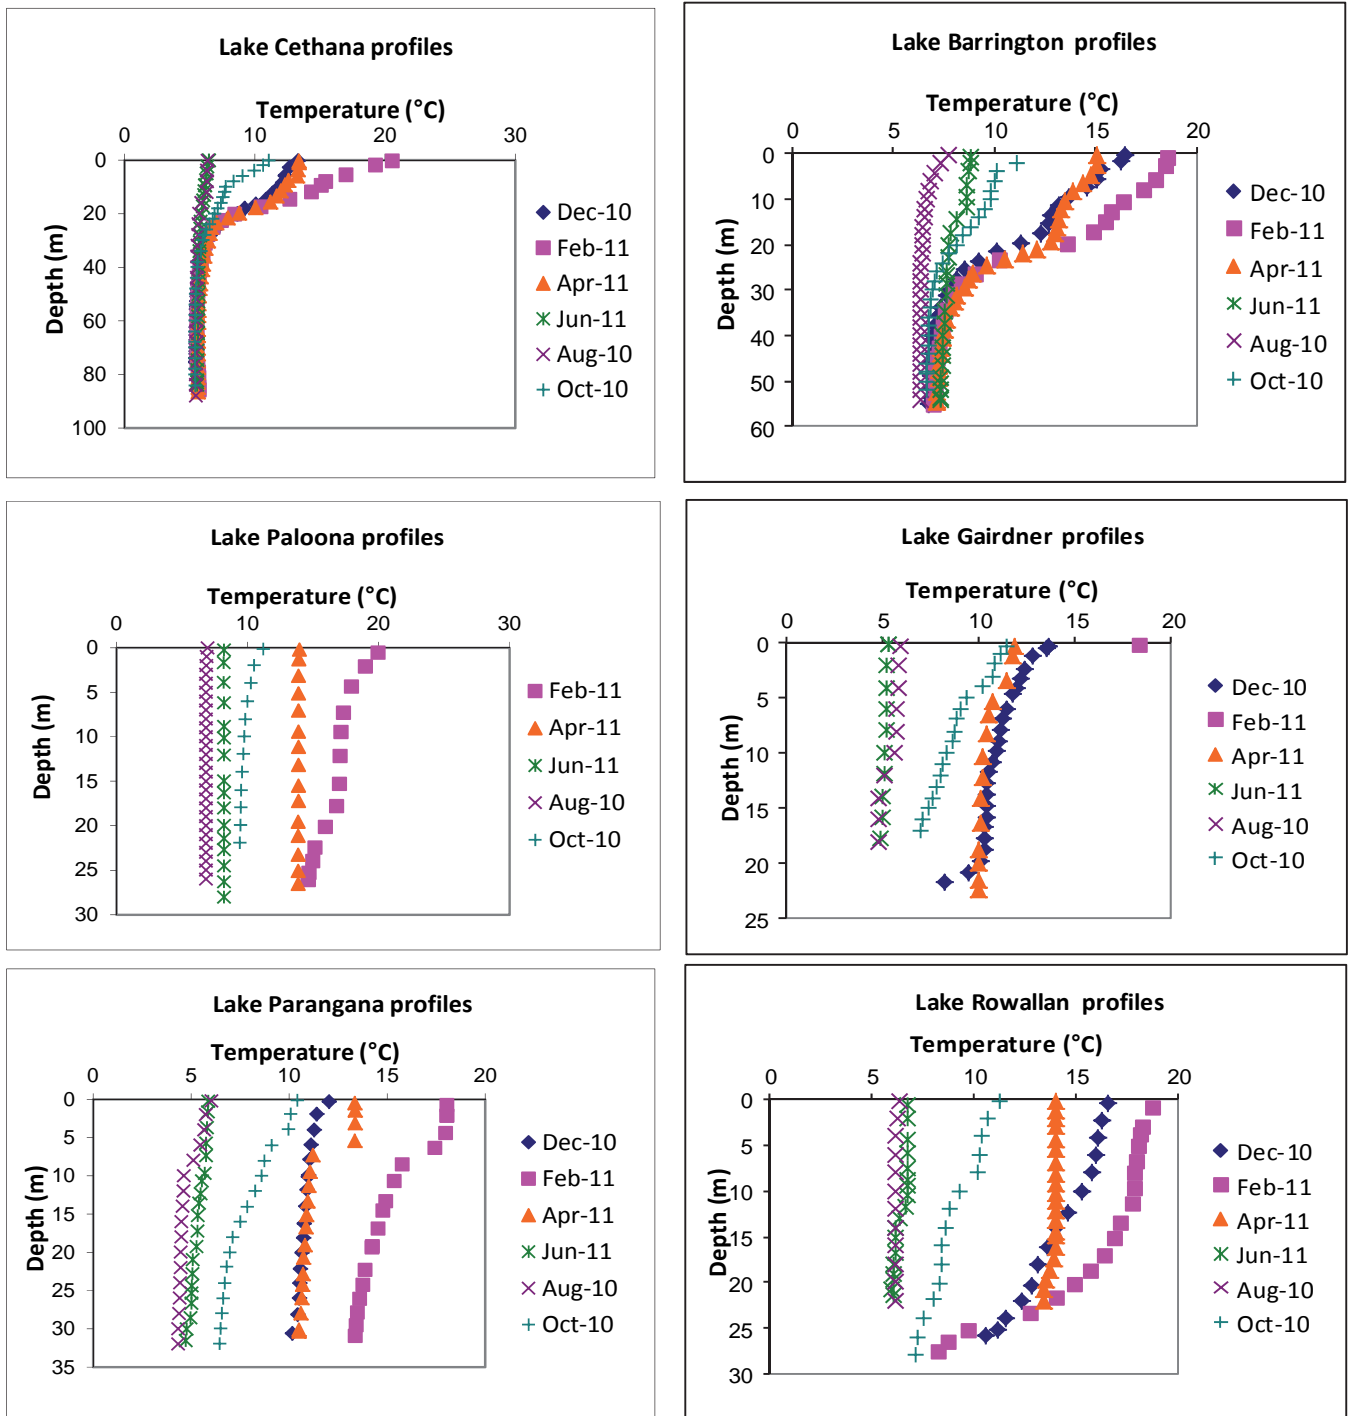 Lake Cethana profiles
Temperature (°C)
0 10 20 30
0
20
40
60
80
100
Depth (m)
Dec-10
Feb-11
Apr-11
Jun-11
Aug-10
Oct-10
Lake Barrington profiles
Temperature (°C)
0 5 10 15 20
0
10
20
30
40
50
60
Depth (m)
Dec-10
Feb-11
Apr-11
Jun-11
Aug-10
Oct-10
Lake Paloona profiles
Temperature (°C)
0 10 20 30
0
5
10
15
20
25
30
Depth (m)
Feb-11
Apr-11
Jun-11
Aug-10
Oct-10
Lake Gairdner profiles
Temperature (°C)
0 5 10 15 20
0
5
10
15
20
25
Depth (m)
Dec-10
Feb-11
Apr-11
Jun-11
Aug-10
Oct-10
Lake Parangana profiles
Temperature (°C)
0 5 10 15 20
0
5
10
15
20
25
30
35
Depth (m)
Dec-10
Feb-11
Apr-11
Jun-11
Aug-10
Oct-10
Lake Rowallan profiles
Temperature (°C)
0 5 10 15 20
0
5
10
15
20
25
30
Depth (m)
Dec-10
Feb-11
Apr-11
Jun-11
Aug-10
Oct-10